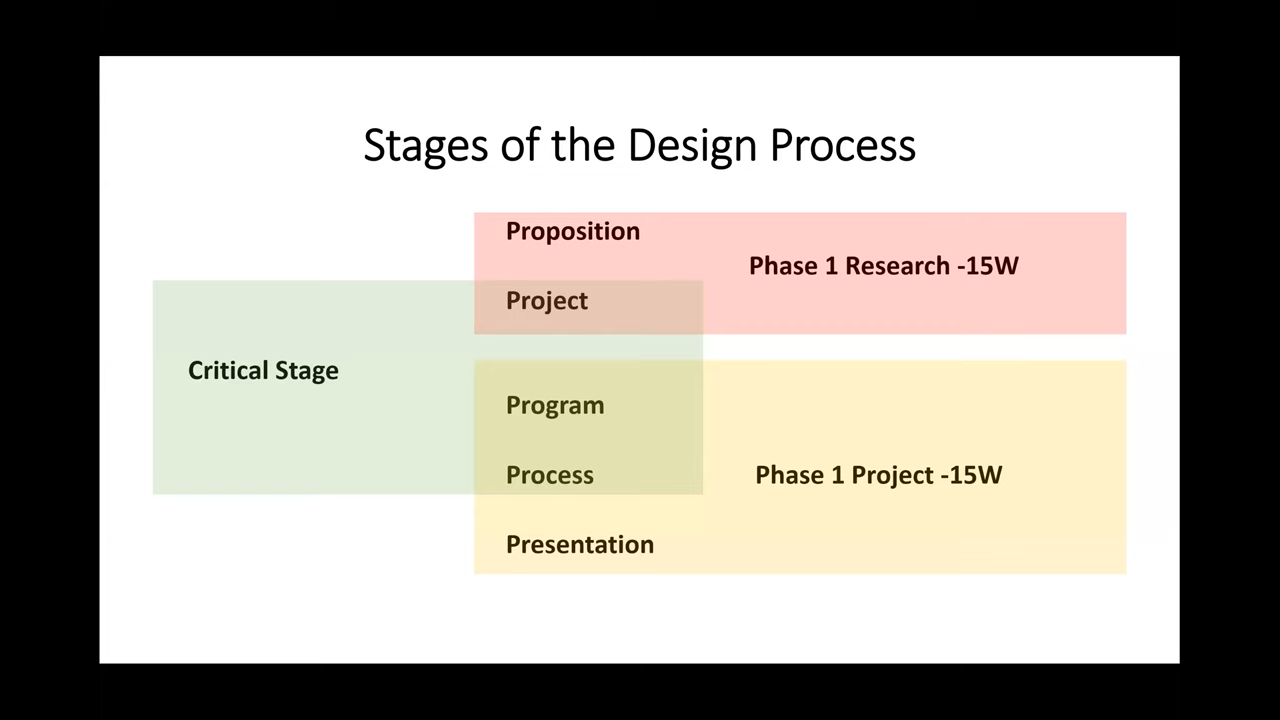 Stages of the Design Process
Proposition
Phase 1 Research -15W
Project
Critical Stage
Program
Process
Phase 1 Project -15W
Presentation